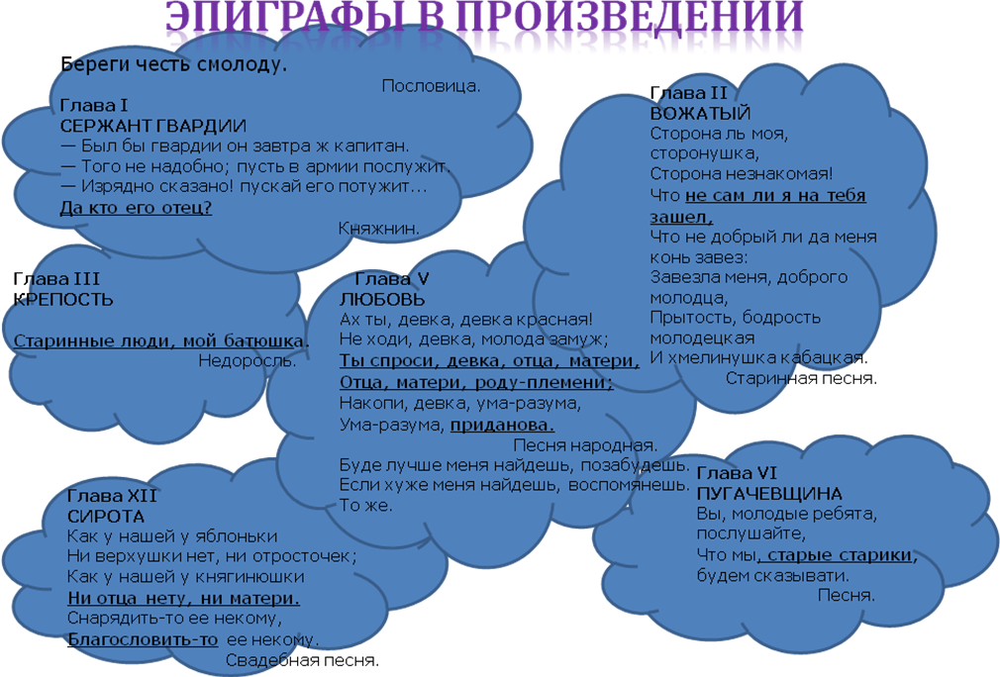 ЭПИГРАФЫ В ПРОИЗВЕДЕНИИ
Береги честь смолоду.
Пословица.
Глава I
СЕРЖАНТ ГВАРДИИ
— Был бы гвардии он завтра ж капитан.
— Того не надобно; пусть в армии послужит.
— Изрядно сказано! пускай его потужит...
Да кто его отец?
Княжнин.
Глава II
ВОЖАТЫЙ
Сторона ль моя,
сторонушка,
Сторона незнакомая!
Что не сам ли я на тебя
зашел,
Что не добрый ли да меня
конь завез:
Завезла меня, доброго
молодца,
Прытость, бодрость
молодецкая
И хмелинушка кабацкая.
Старинная песня.
Глава III
КРЕПОСТЬ
Старинные люди, мой батюшка.
Недоросль.
Глава V
ЛЮБОВЬ
Ах ты, девка, девка красная!
Не ходи, девка, молода замуж;
Ты спроси, девка, отца, матери,
Отца, матери, роду-племени;
Накопи, девка, ума-разума,
Ума-разума, приданова.
Песня народная.
Буде лучше меня найдешь, позабудешь.
Если хуже меня найдешь, воспомянешь.
То же.
Глава VI
ПУГАЧЕВЩИНА
Вы, молодые ребята,
послушайте,
Что мы, старые старики,
будем сказывати.
Песня.
Глава XII
СИРОТА
Как у нашей у яблоньки
Ни верхушки нет, ни отросточек;
Как у нашей у княгинюшки
Ни отца нету, ни матери.
Снарядить-то ее некому,
Благословить-то ее некому.
Свадебная песня.